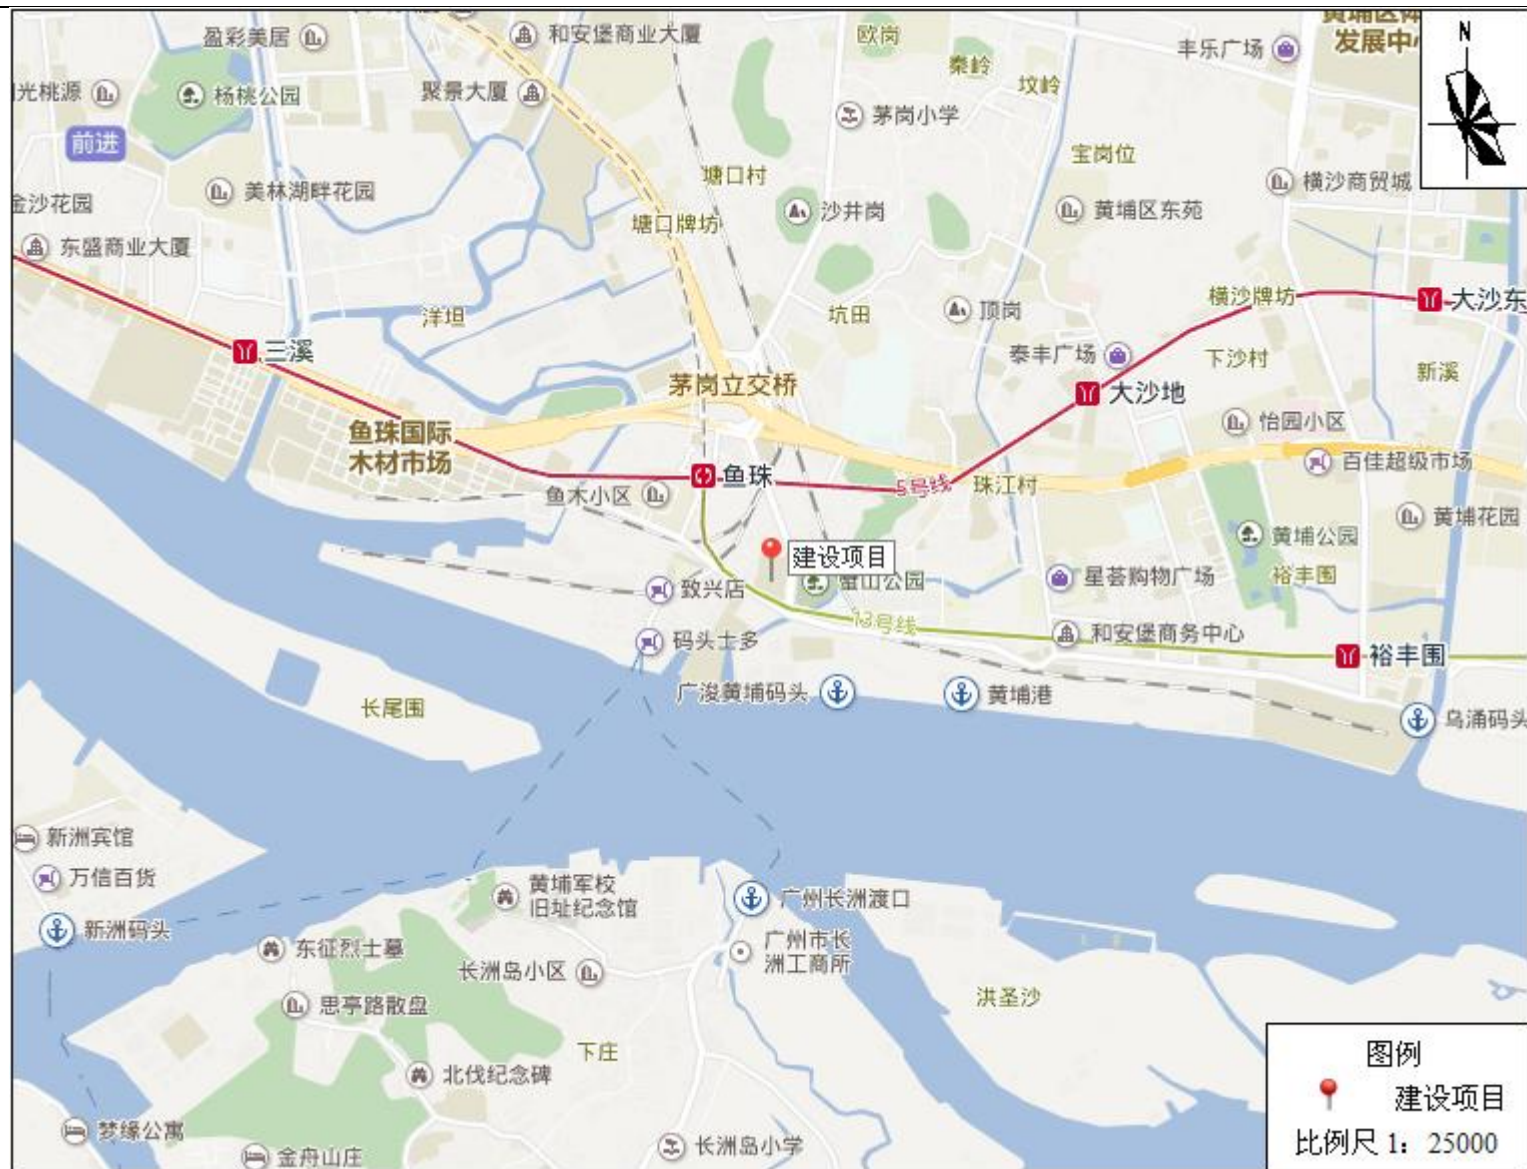 盈彩美居
和安堡商业大厦
欧岗
丰乐广场
发展中
N
秦岭
坟岭
光桃源
杨桃公园
聚景大厦
茅岗小学
前进
宝岗位
塘口村
横沙商贸城
美林湖畔花园
金沙花园
沙井岗
黄埔区东苑
塘口牌坊
东盛商业大厦
横沙牌坊
大沙东
洋坦
坑田
顶岗
三溪
泰丰广场
下沙村
新溪
茅岗立交桥
大沙地
鱼珠国际
木材市场
怡园小区
百佳超级市场
鱼珠
5号线
珠江村
鱼木小区
黄埔花园
黄埔公园
建设项目
蟹山公园
星荟购物广场
裕丰围
致兴店
13号线
和安堡商务中心
码头士多
裕丰围
广浚黄埔码头
黄埔港
长尾围
乌涌码头
新洲宾馆
万信百货
黄埔军校
旧址纪念馆
广州长洲渡口
新洲码头
东征烈士墓
广州市长
洲工商所
长洲岛小区
思亭路散盘
洪圣沙
下庄
图例
北伐纪念碑
建设项目
梦缘公寓
长洲岛小学
比例尺 1：25000
金舟山庄